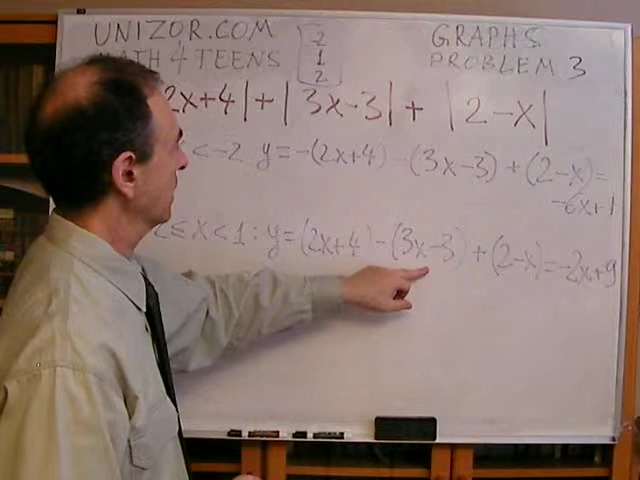 UNIZOR.COM
MATH 4 TEENS
-2
1
2
GRAPHS
PROBLEM 3
2x+4| + |3x-3| + |2-x|
< -2 y = -(2x+4) - (3x-3) + (2-x) =
-6x+1
2 ≤ x < 1 : y = (2x+4) - (3x-3) + (2-x) = -2x+9